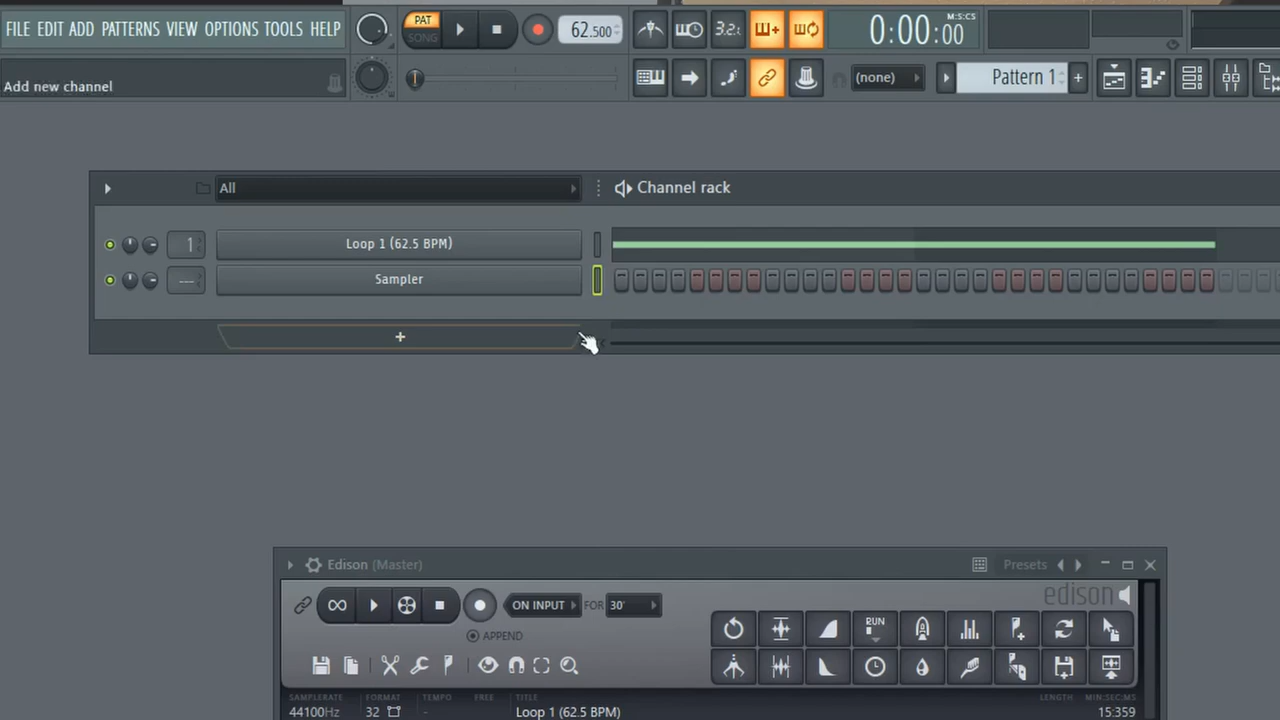 FILE EDIT ADD PATTERNS VIEW OPTIONS TOOLS HELP
PAT
SONG
62.500
3.2.
0:00:00
M:S:CS
Add new channel
(none)
Pattern 1
+
All
Channel rack
1
Loop 1 (62.5 BPM)
---
Sampler
+
Edison (Master)
Presets
edison
ON INPUT
FOR
30'
RUN
APPEND
SAMPLERATE
FORMAT
TEMPO
FREE
TITLE
LENGTH
MIN:SEC:MS
44100Hz
32
-
Loop 1 (62.5 BPM)
15:359